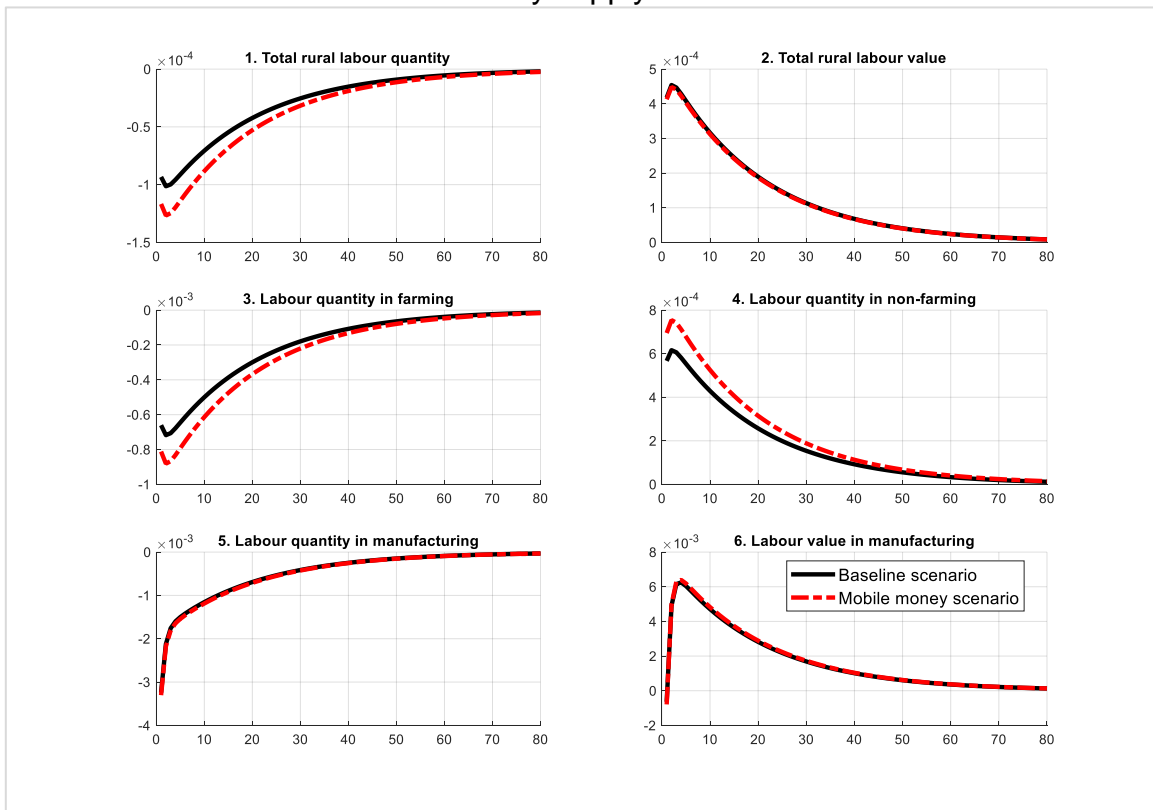 1. Total rural labour quantity
×10⁻⁴
0
-0.5
-1
-1.5
0 10 20 30 40 50 60 70 80
2. Total rural labour value
×10⁻⁴
5
4
3
2
1
0
0 10 20 30 40 50 60 70 80
3. Labour quantity in farming
×10⁻³
0
-0.2
-0.4
-0.6
-0.8
-1
0 10 20 30 40 50 60 70 80
4. Labour quantity in non-farming
×10⁻⁴
8
6
4
2
0
0 10 20 30 40 50 60 70 80
5. Labour quantity in manufacturing
×10⁻³
0
-1
-2
-3
-4
0 10 20 30 40 50 60 70 80
6. Labour value in manufacturing
×10⁻³
8
6
4
2
0
-2
Baseline scenario
Mobile money scenario
0 10 20 30 40 50 60 70 80